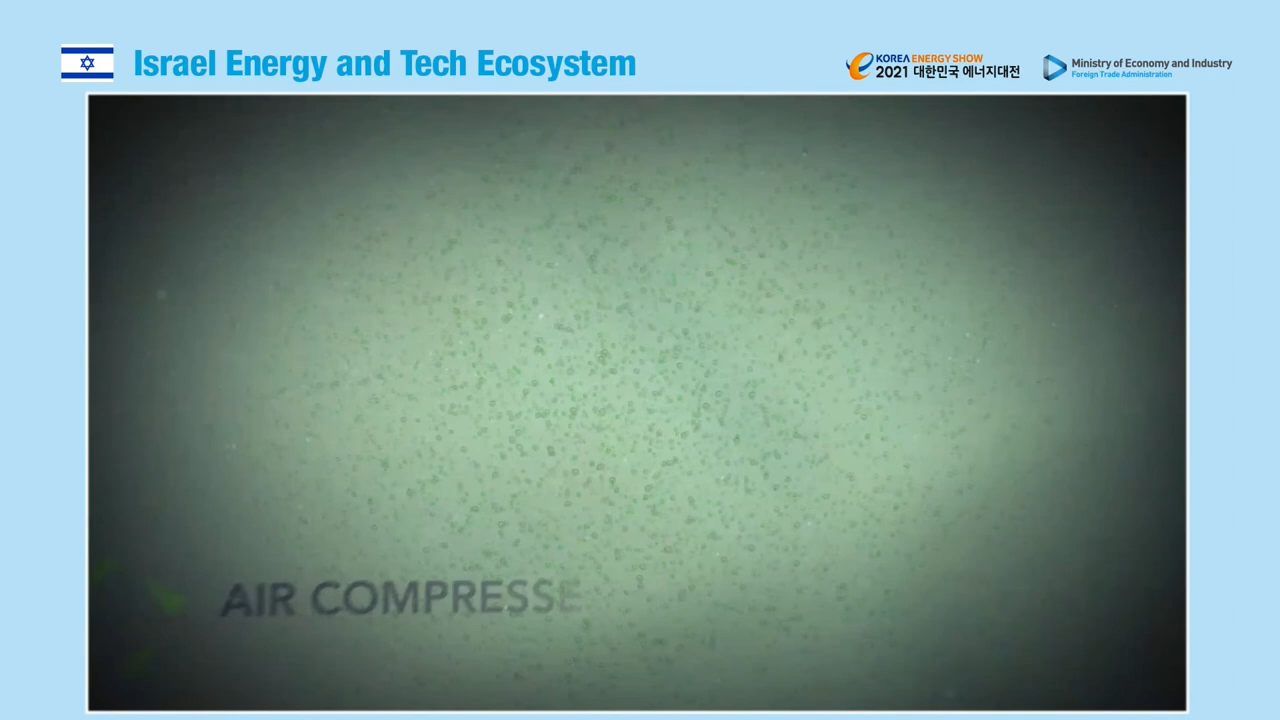 Israel Energy and Tech Ecosystem
KOREA ENERGY SHOW
2021 대한민국 에너지대전
Ministry of Economy and Industry
Foreign Trade Administration
AIR COMPRESSE